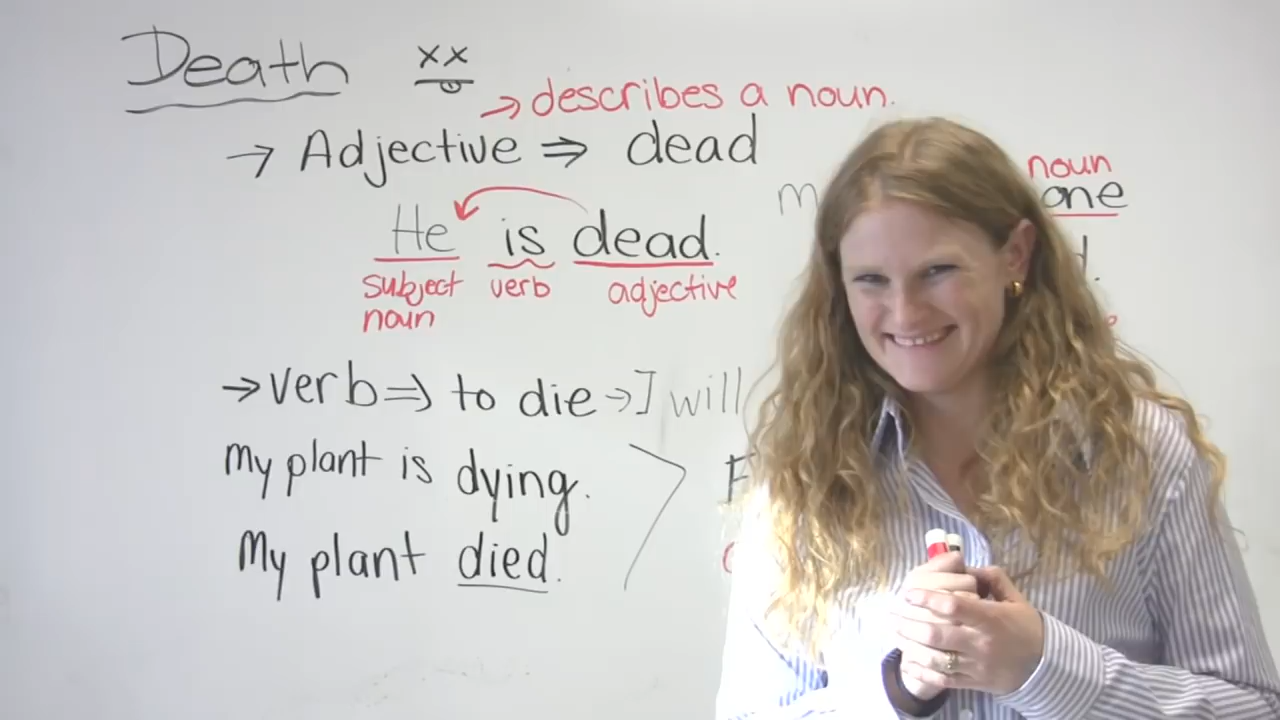 Death xx
→ describes a noun.
→ Adjective ⇒ dead
noun
one
He is dead.
subject verb adjective
noun
→ verb ⇒ to die → I will
My plant is dying.
My plant died.